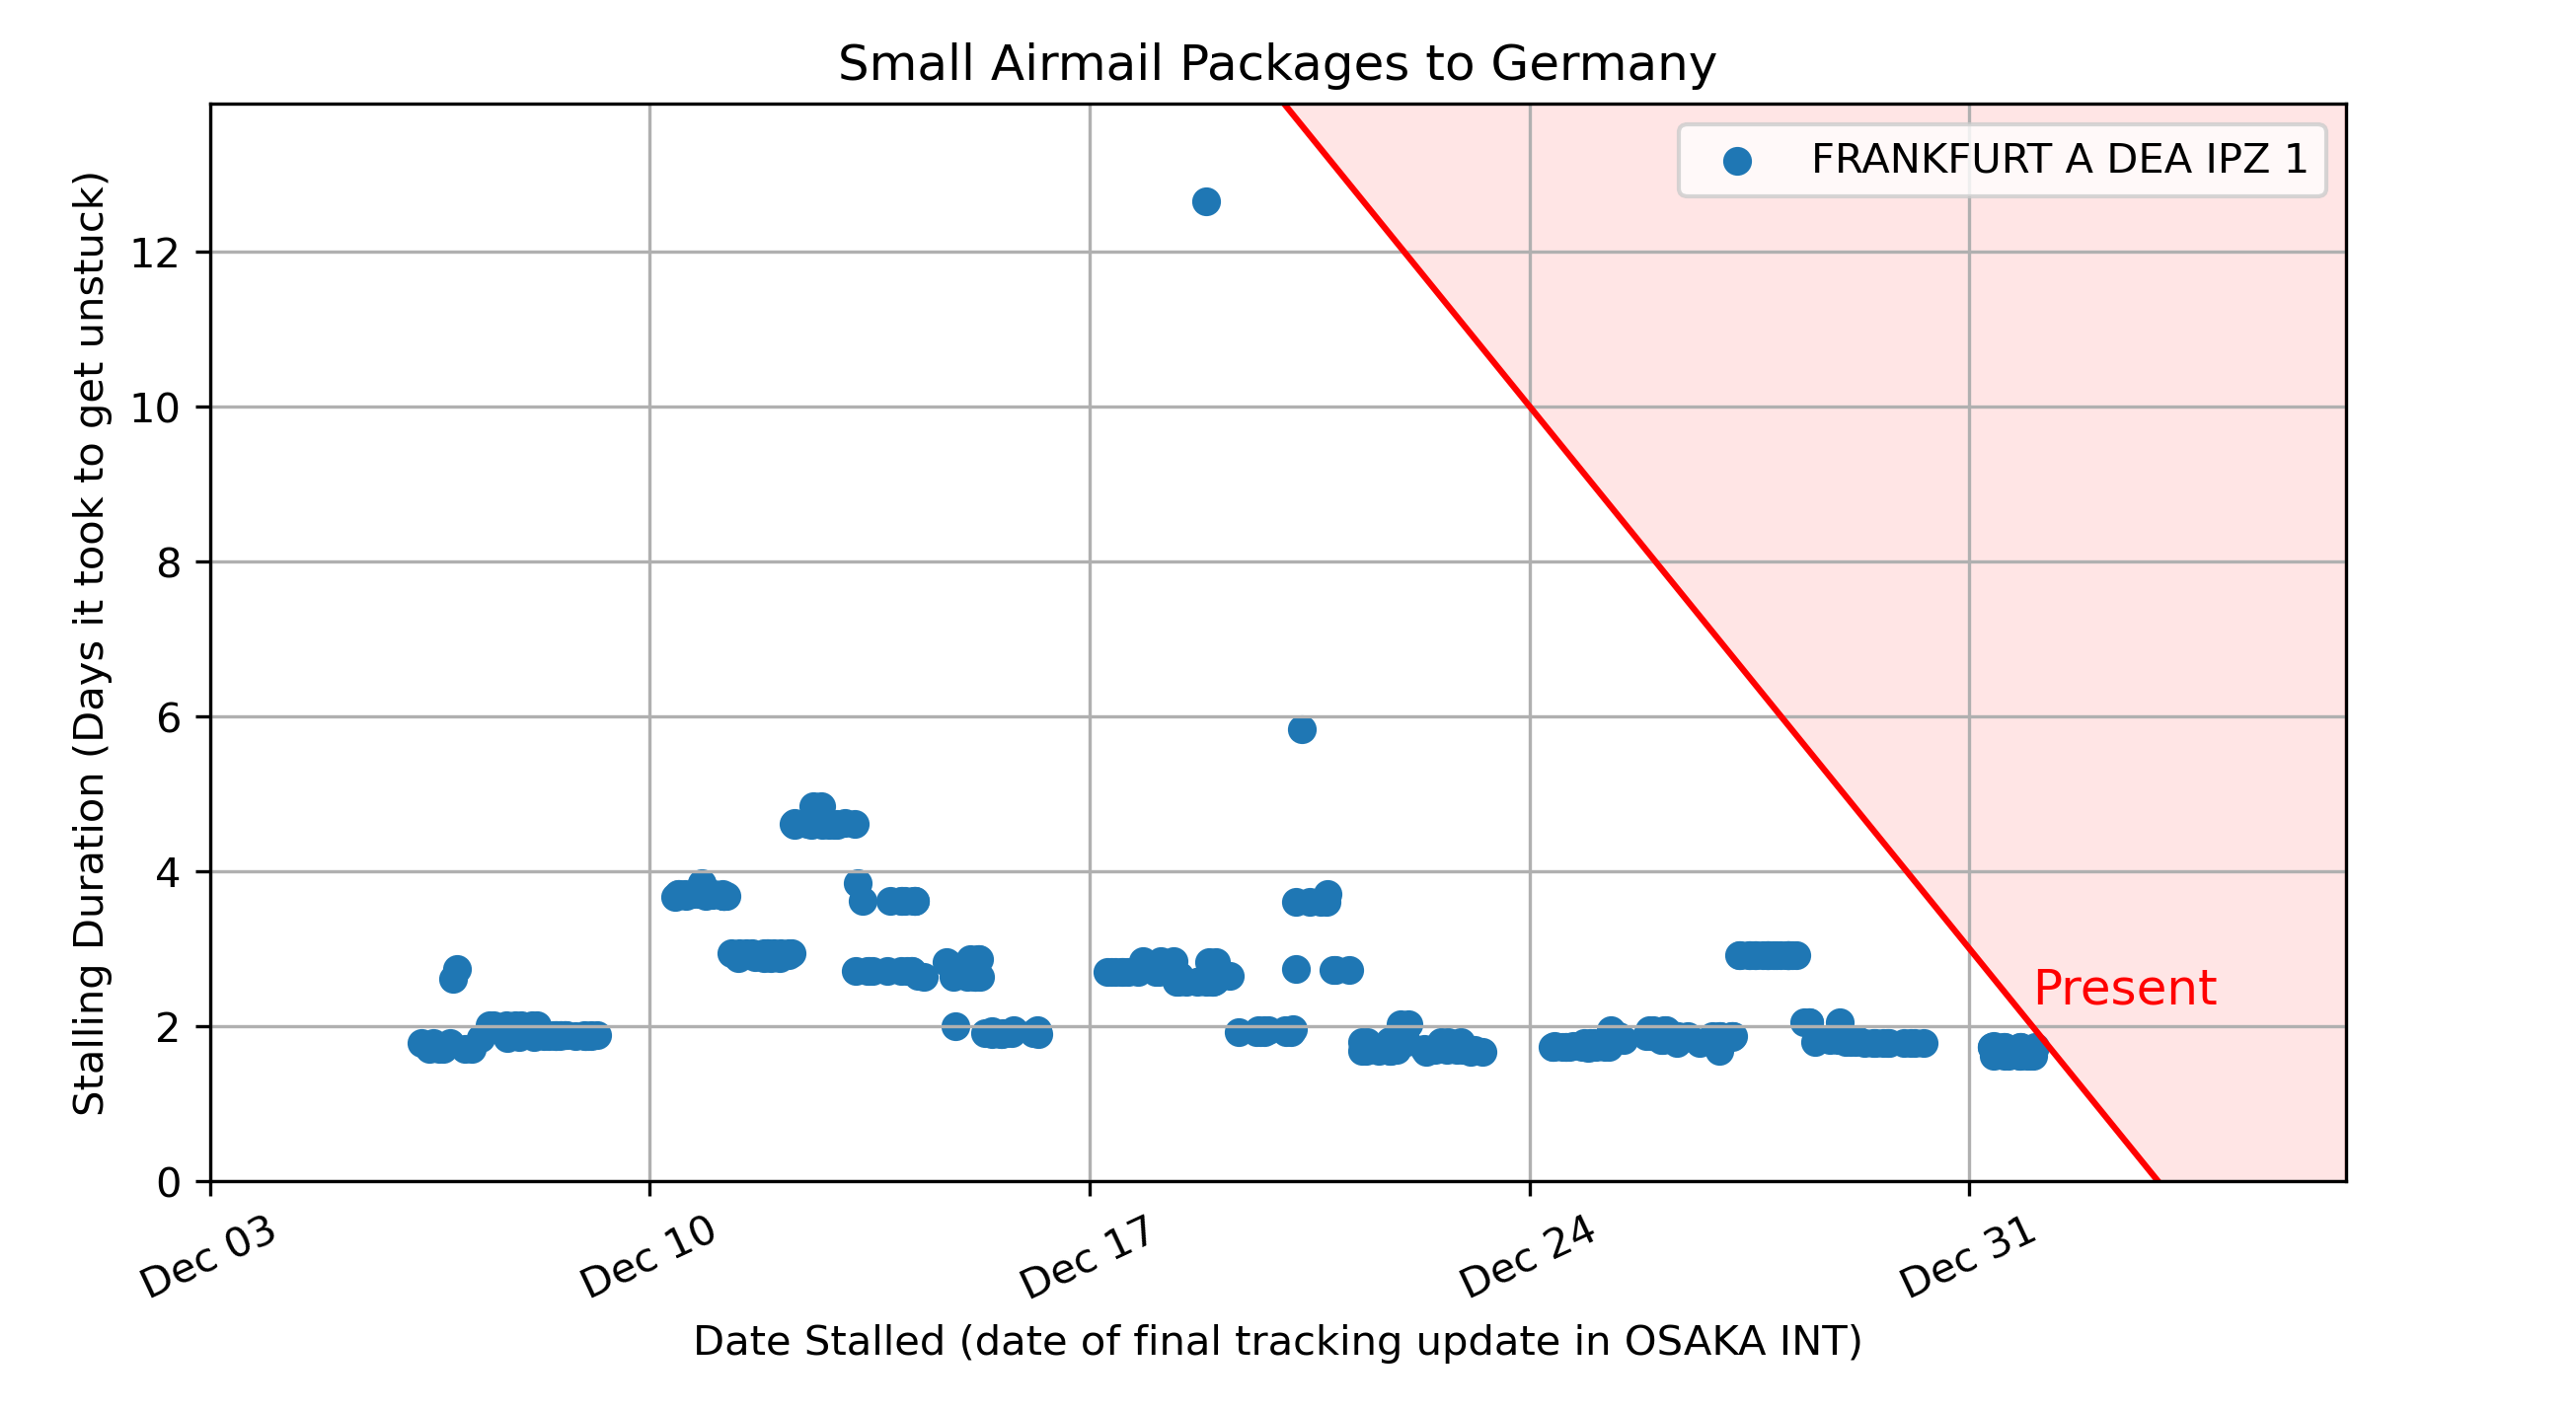 Small Airmail Packages to Germany
FRANKFURT A DEA IPZ 1
Stalling Duration (Days it took to get unstuck)
12
10
8
6
4
2
0
Present
Dec 03
Dec 10
Dec 17
Dec 24
Dec 31
Date Stalled (date of final tracking update in OSAKA INT)